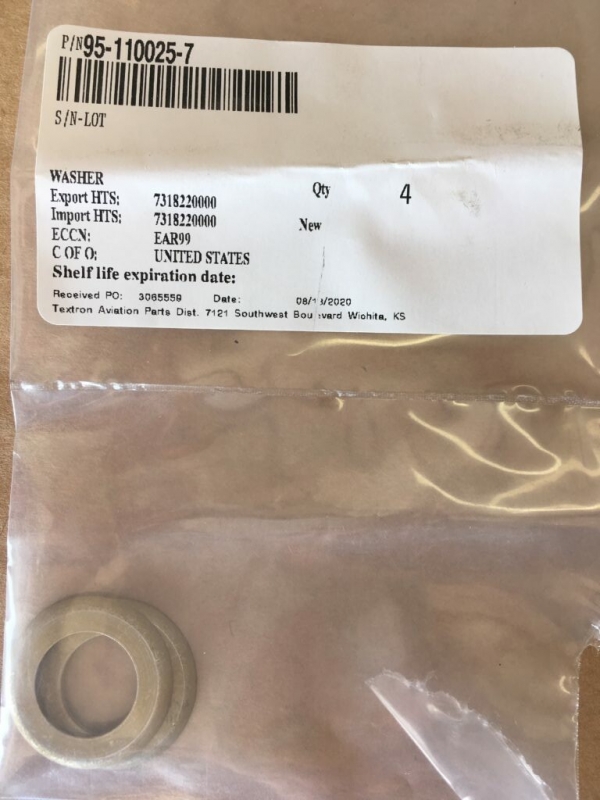 P/N 95-110025-7
S/N-LOT
WASHER
Qty 4
Export HTS: 7318220000
Import HTS: 7318220000
New
ECCN: EAR99
C OF O: UNITED STATES
Shelf life expiration date:
Received PO: 3065559 Date:
Textron Aviation Parts Dist. 7121 Southwest Wichita, KS